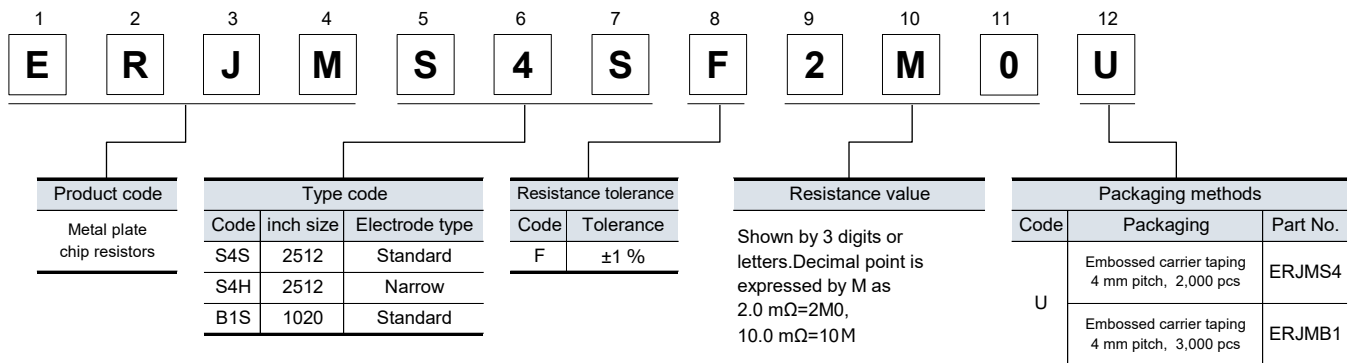 1 2 3 4 5 6 7 8 9 10 11 12
E R J M S 4 S F 2 M 0 U
Product code
Metal plate
chip resistors
Type code
Code inch size Electrode type
S4S 2512 Standard
S4H 2512 Narrow
B1S 1020 Standard
Resistance tolerance
Code Tolerance
F ±1 %
Resistance value
Shown by 3 digits or
letters.Decimal point is
expressed by M as
2.0 mΩ=2M0,
10.0 mΩ=10M
Packaging methods
Code Packaging Part No.
U
Embossed carrier taping
4 mm pitch, 2,000 pcs
ERJMS4
Embossed carrier taping
4 mm pitch, 3,000 pcs
ERJMB1